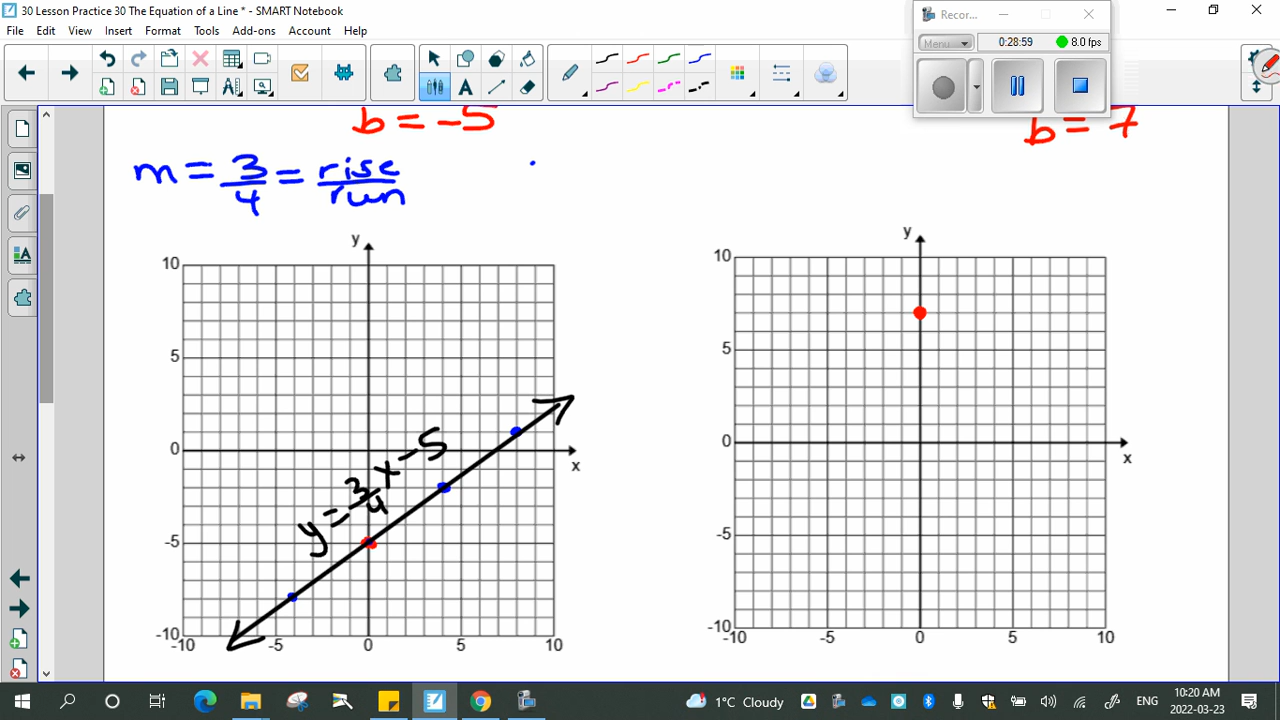 30 Lesson Practice 30 The Equation of a Line * - SMART Notebook
Recor...
File Edit View Insert Format Tools Add-ons Account Help
Menu 0:28:59 8.0 fps
b = -5
b = 7
m = 3/4 = rise/run
y
10
5
0
-5
-10
-10 -5 0 5 10
x
y = 3/4 x - 5
y
10
5
0
-5
-10
-10 -5 0 5 10
x
1°C Cloudy
ENG
10:20 AM
2022-03-23